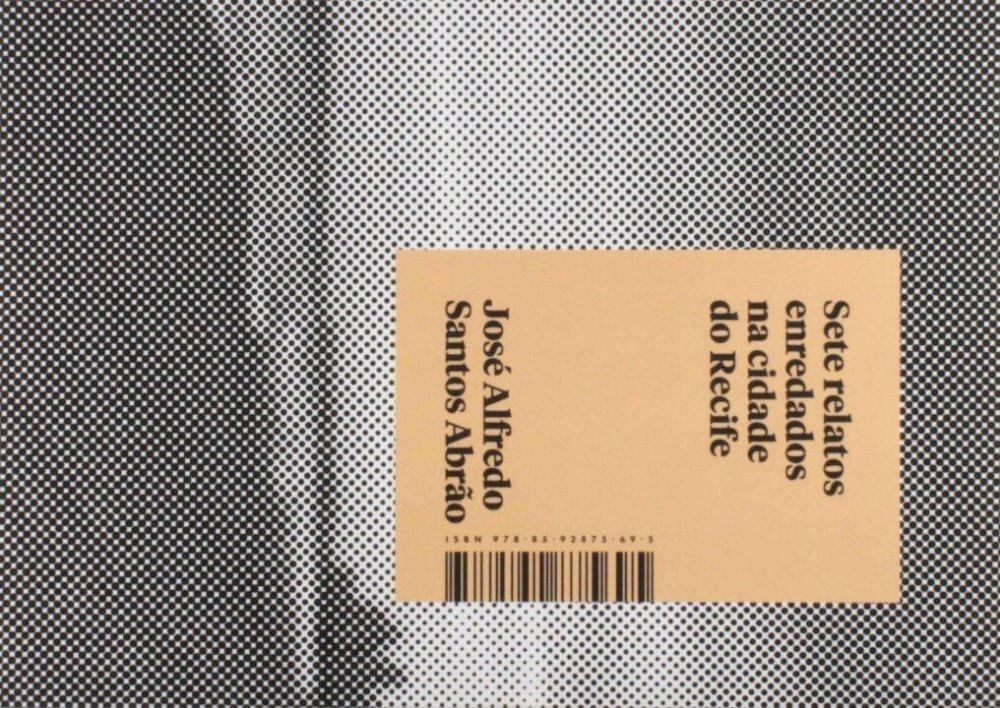 Sete relatos
enredados
na cidade
do Recife
José Alfredo
Santos Abrão
ISBN 978-85-92875-69-5